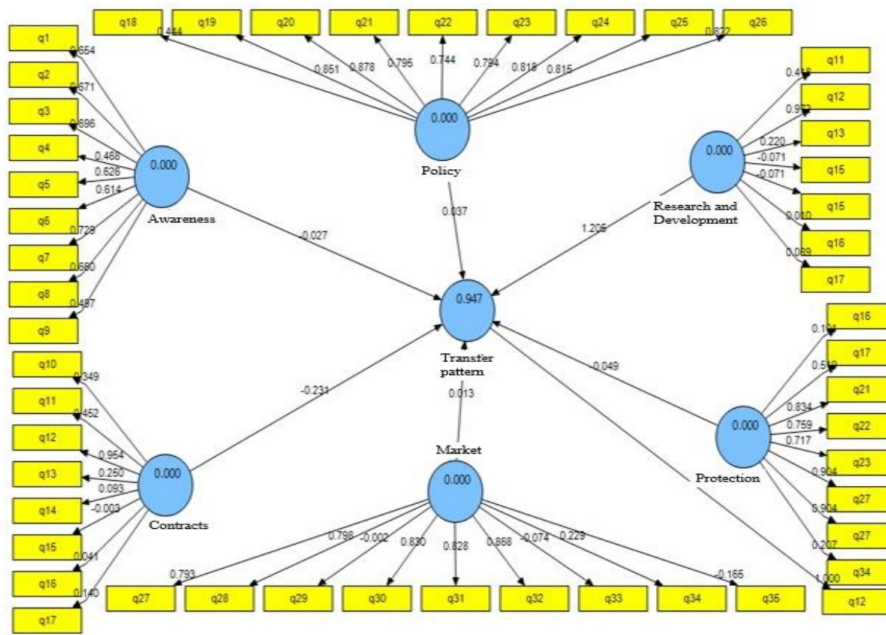 q18 q19 q20 q21 q22 q23 q24 q25 q26
0.444 0.851 0.878 0.795 0.744 0.794 0.818 0.815 0.822
q1
0.654
q2
0.671
q3
0.696
q4
0.468
q5
0.626
q6
0.614
q7
0.729
q8
0.680
q9
0.497
0.000
Awareness
0.000
Policy
0.000
Research and
Development
q11
q12
q13
0.220
q15
-0.071
q15
-0.071
q16
0.010
q17
-0.027
0.037
1.205
0.947
Transfer
pattern
q10
0.349
q11
0.452
q12
0.954
q13
0.250
q14
0.093
q15
-0.003
q16
0.041
q17
0.140
0.000
Contracts
-0.231
0.013
Market
0.000
0.793 0.798 -0.002 0.830 0.828 0.868 -0.074 0.229 -0.165
q27 q28 q29 q30 q31 q32 q33 q34 q35
-0.049
0.000
Protection
q16
q17
q21
0.834
q22
0.759
q23
0.717
q27
0.904
q27
0.904
q34
0.207
q12
1.000